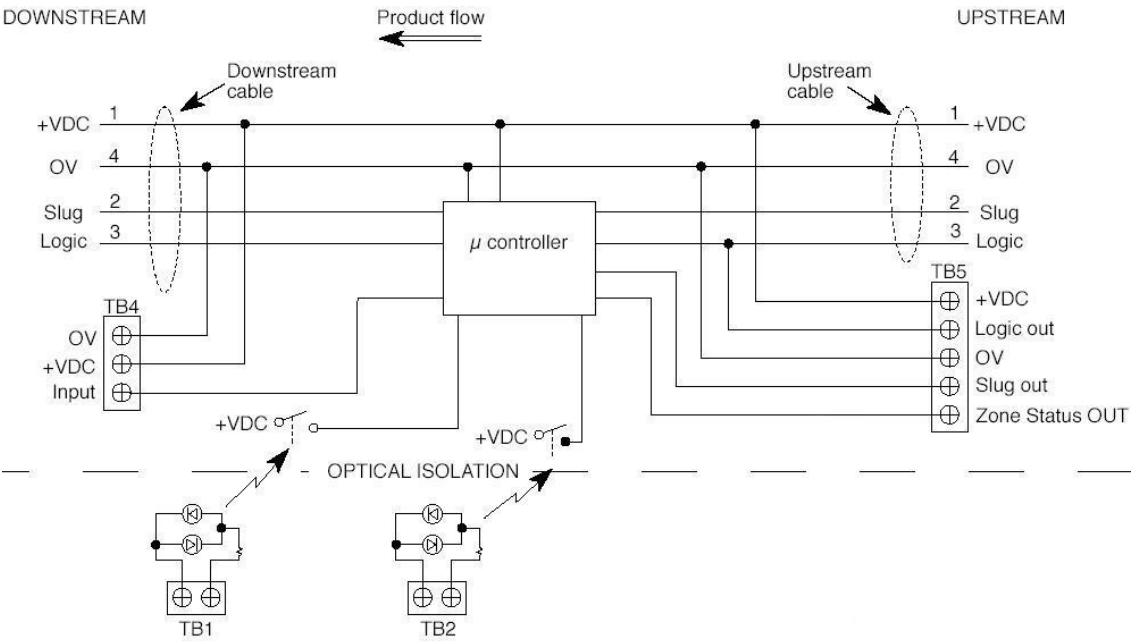 DOWNSTREAM
Product flow
UPSTREAM
Downstream
cable
Upstream
cable
+VDC 1
1 +VDC
OV 4
4 OV
Slug 2
2 Slug
Logic 3
3 Logic
μ controller
TB5
+VDC
Logic out
OV
Slug out
Zone Status OUT
TB4
OV
+VDC
Input
+VDC
+VDC
OPTICAL ISOLATION
TB1
TB2